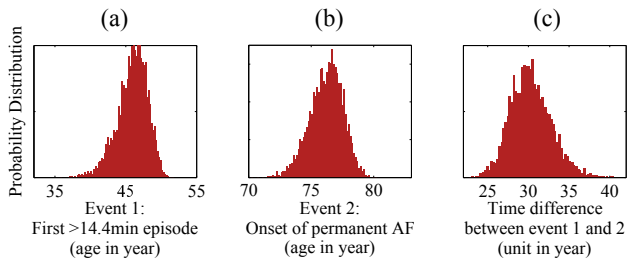 (a) (b) (c)
Probability Distribution
35 45 55
70 75 80
25 30 35 40
Event 1:
First >14.4min episode
(age in year)
Event 2:
Onset of permanent AF
(age in year)
Time difference
between event 1 and 2
(unit in year)